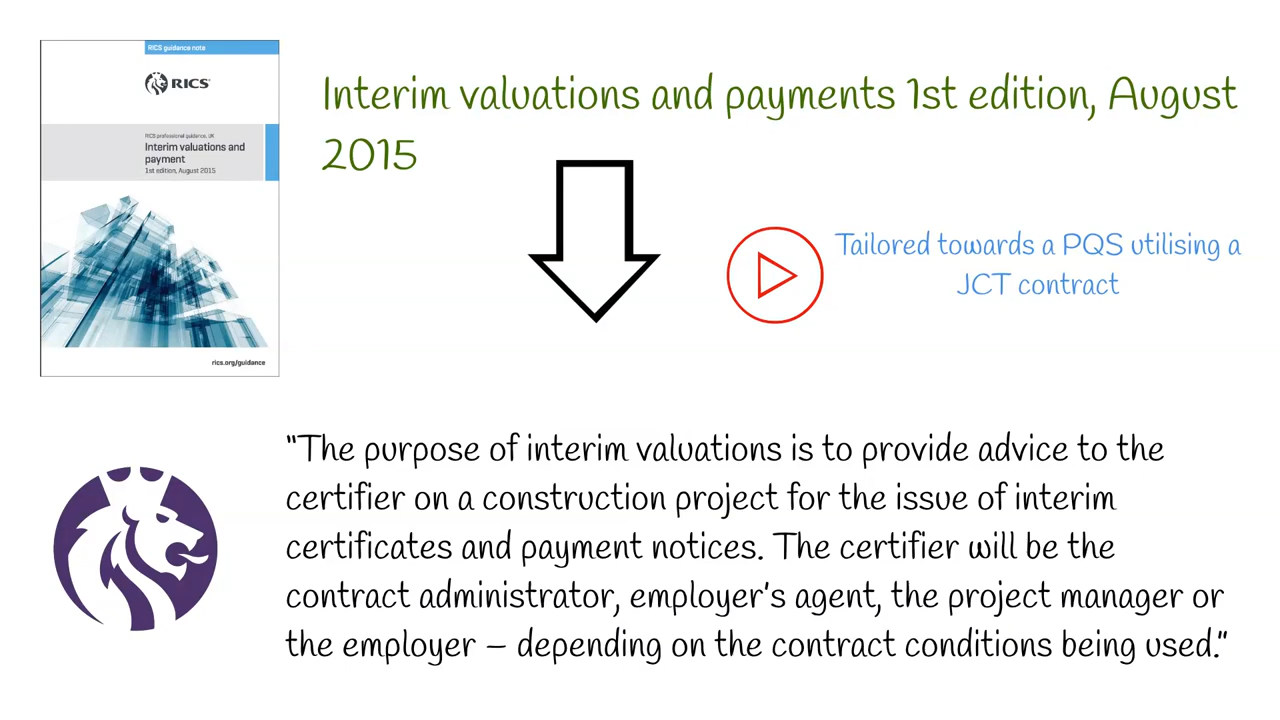 RICS guidance note
RICS
RICS professional guidance, UK
Interim valuations and
payment
1st edition, August 2015
rics.org/guidance
Interim valuations and payments 1st edition, August
2015
Tailored towards a PQS utilising a
JCT contract
"The purpose of interim valuations is to provide advice to the
certifier on a construction project for the issue of interim
certificates and payment notices. The certifier will be the
contract administrator, employer's agent, the project manager or
the employer – depending on the contract conditions being used."